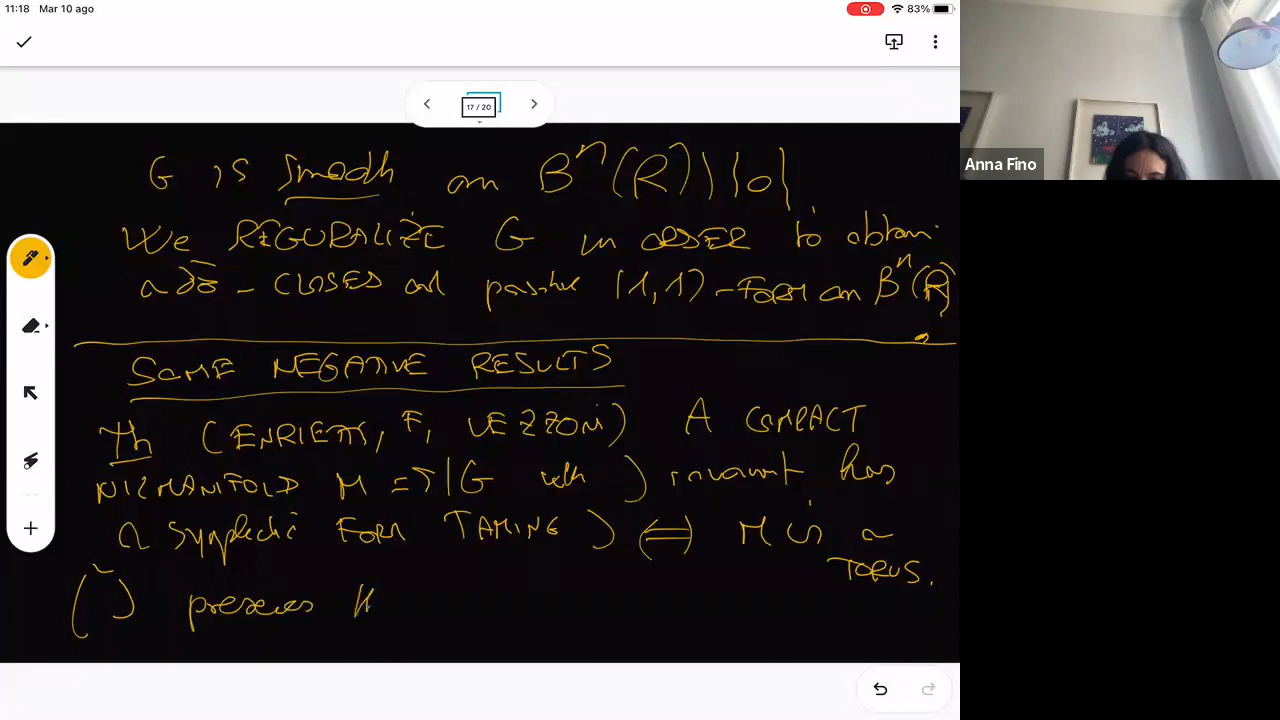 11:18 Mar 10 ago
83%
17 / 20
Anna Fino
G is Smooth on B^n(R)\{0}.
We REGURALIZE G in ORDER to obtain
a ∂∂̄ - CLOSED and positive (1,1)-FORM on B^n(R).
SOME NEGATIVE RESULTS
Th (ENRIETTI, F, VEZZONI) A COMPACT
NILMANIFOLD M = Γ\G with J invariant has
a symplectic FORM TAMING J ⟺ M is a
TORUS.
J preserves